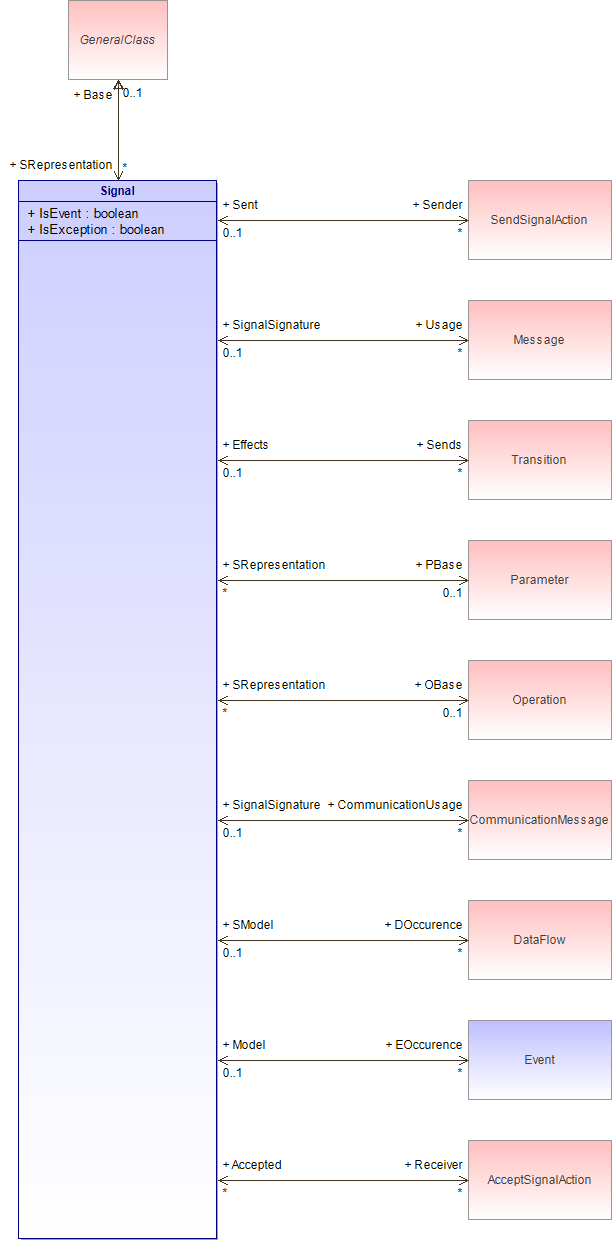 GeneralClass
+ Base 0..1
+ SRepresentation *
Signal
+ IsEvent : boolean
+ IsException : boolean
+ Sent + Sender
0..1 *
SendSignalAction
+ SignalSignature + Usage
0..1 *
Message
+ Effects + Sends
0..1 *
Transition
+ SRepresentation + PBase
* 0..1
Parameter
+ SRepresentation + OBase
* 0..1
Operation
+ SignalSignature + CommunicationUsage
0..1 *
CommunicationMessage
+ SModel + DOccurence
0..1 *
DataFlow
+ Model + EOccurence
0..1 *
Event
+ Accepted + Receiver
* *
AcceptSignalAction